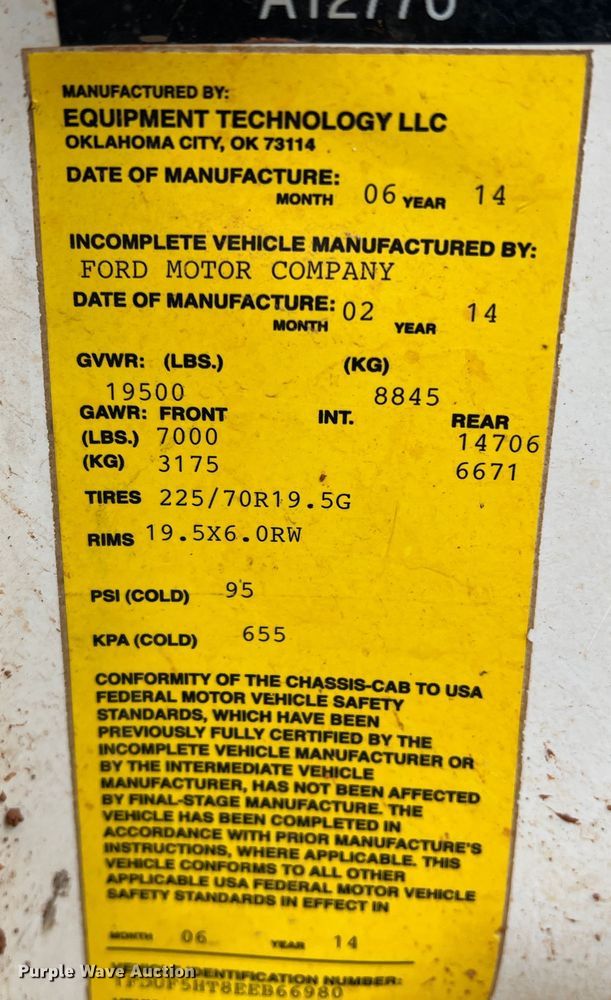 A12770
MANUFACTURED BY:
EQUIPMENT TECHNOLOGY LLC
OKLAHOMA CITY, OK 73114
DATE OF MANUFACTURE:
MONTH 06 YEAR 14
INCOMPLETE VEHICLE MANUFACTURED BY:
FORD MOTOR COMPANY
DATE OF MANUFACTURE:
MONTH 02 YEAR 14
GVWR: (LBS.) (KG)
19500 8845
GAWR: FRONT INT. REAR
(LBS.) 7000 14706
(KG) 3175 6671
TIRES 225/70R19.5G
RIMS 19.5X6.0RW
PSI (COLD) 95
KPA (COLD) 655
CONFORMITY OF THE CHASSIS-CAB TO USA
FEDERAL MOTOR VEHICLE SAFETY
STANDARDS, WHICH HAVE BEEN
PREVIOUSLY FULLY CERTIFIED BY THE
INCOMPLETE VEHICLE MANUFACTURER OR
BY THE INTERMEDIATE VEHICLE
MANUFACTURER, HAS NOT BEEN AFFECTED
BY FINAL-STAGE MANUFACTURE. THE
VEHICLE HAS BEEN COMPLETED IN
ACCORDANCE WITH PRIOR MANUFACTURE'S
INSTRUCTIONS, WHERE APPLICABLE. THIS
VEHICLE CONFORMS TO ALL OTHER
APPLICABLE USA FEDERAL MOTOR VEHICLE
SAFETY STANDARDS IN EFFECT IN
MONTH 06 YEAR 14
IDENTIFICATION NUMBER:
Purple Wave Auction